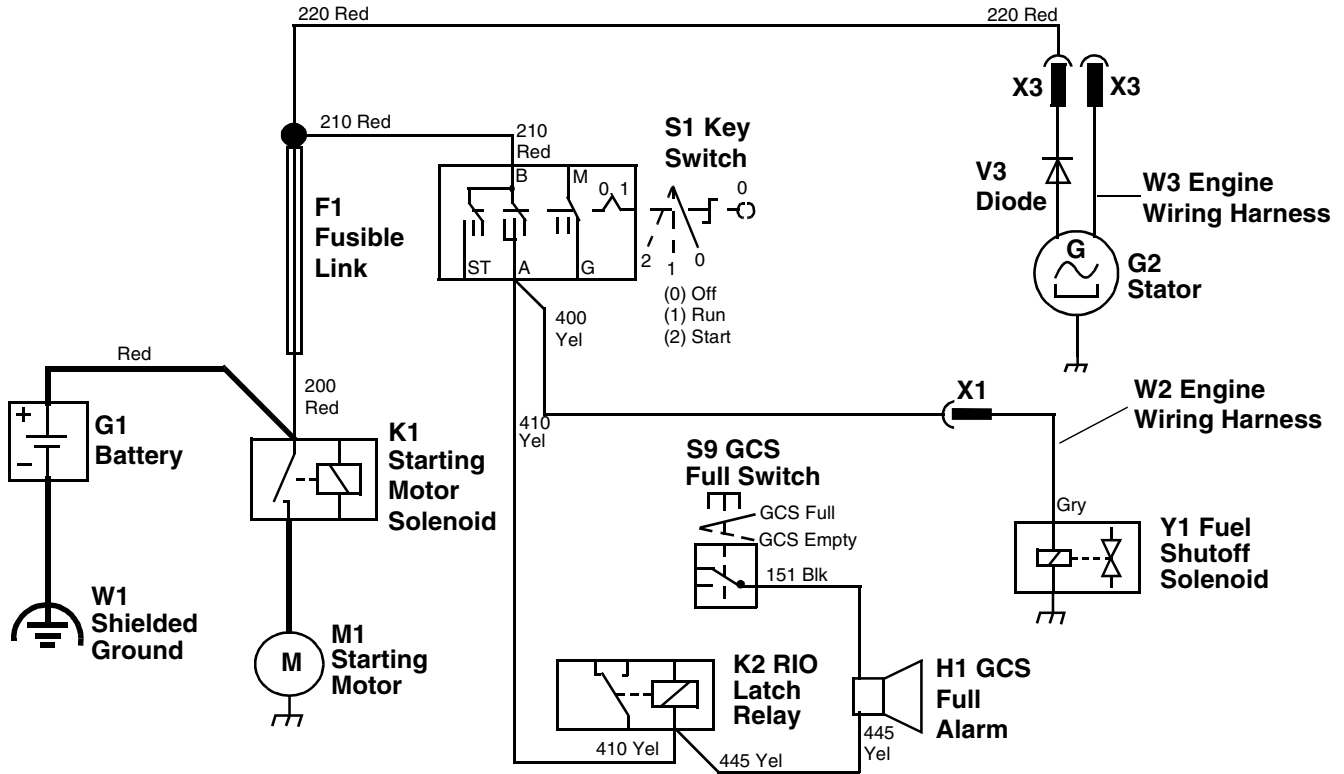 220 Red
220 Red
X3
X3
210 Red
210
Red
S1 Key
Switch
B
M
0
1
0
V3
Diode
W3 Engine
Wiring Harness
F1
Fusible
Link
2
1
0
ST
A
G
G
G2
Stator
(0) Off
(1) Run
(2) Start
400
Yel
Red
200
Red
X1
W2 Engine
Wiring Harness
+
−
G1
Battery
K1
Starting
Motor
Solenoid
410
Yel
S9 GCS
Full Switch
GCS Full
GCS Empty
Gry
Y1 Fuel
Shutoff
Solenoid
151 Blk
W1
Shielded
Ground
M
M1
Starting
Motor
K2 RIO
Latch
Relay
H1 GCS
Full
Alarm
410 Yel
445 Yel
445
Yel